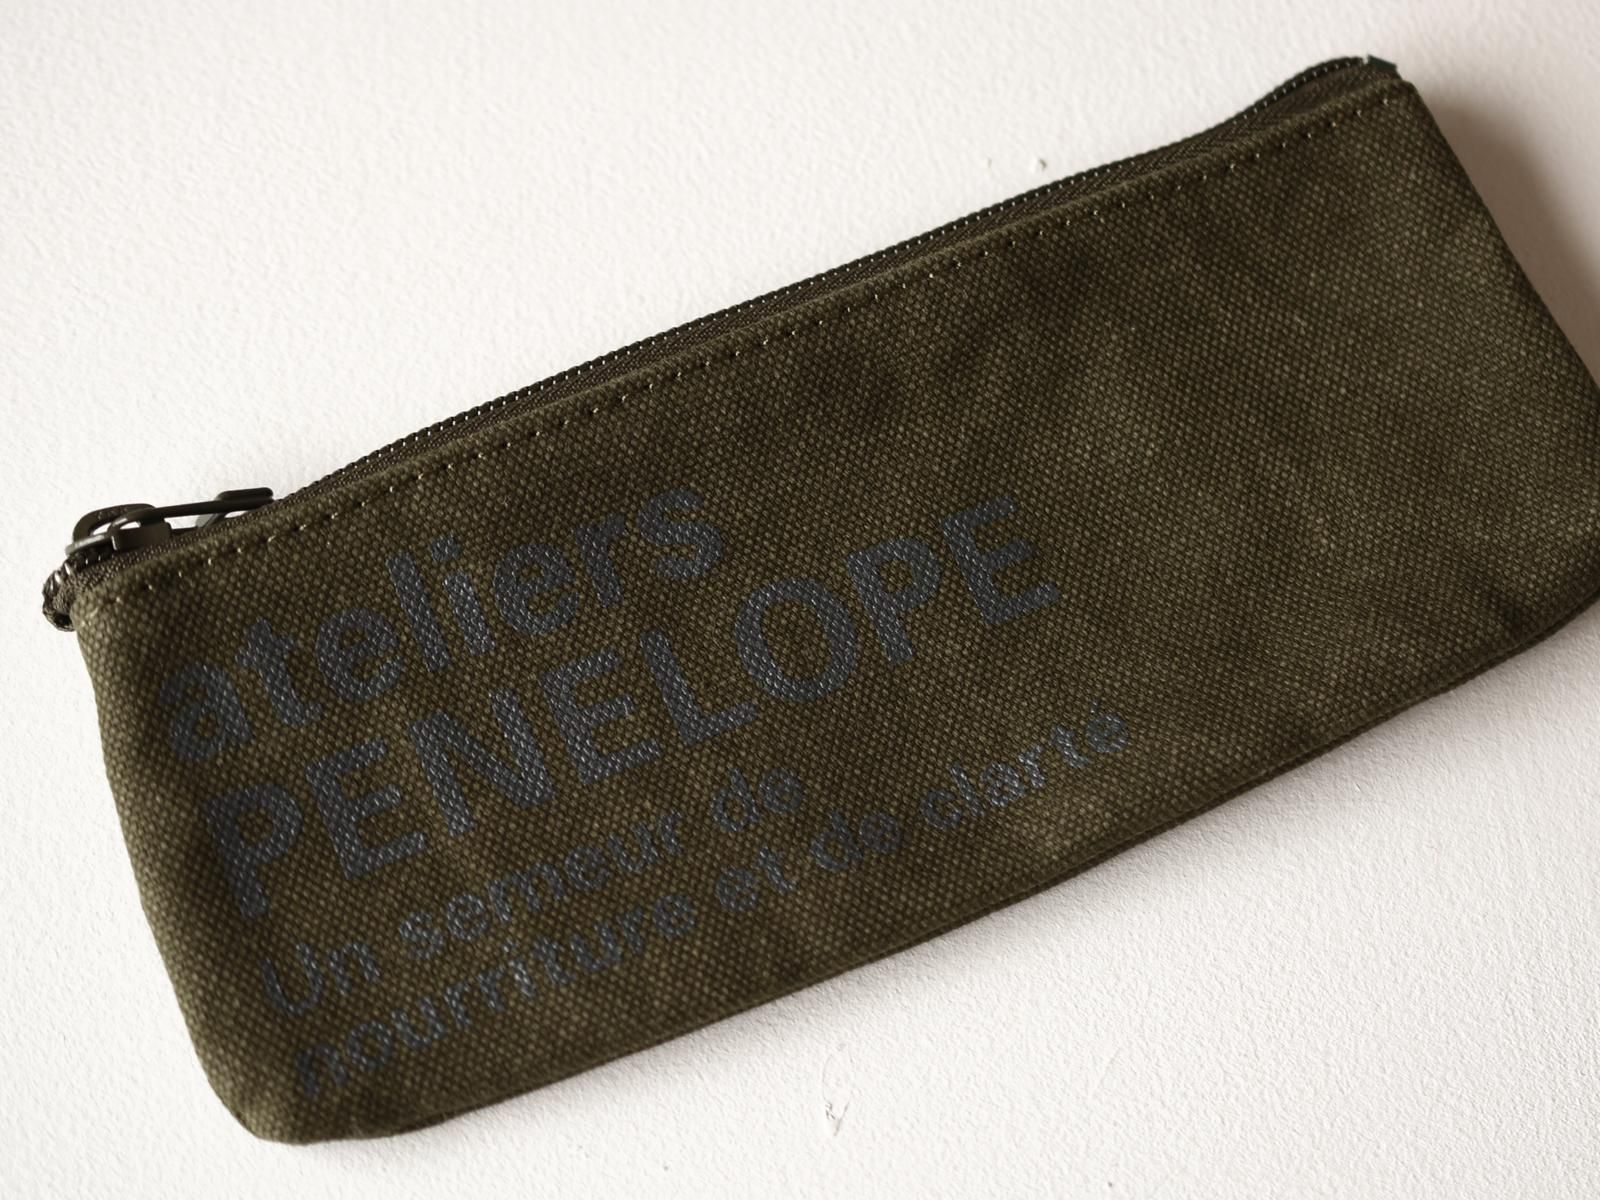 ateliers
PENELOPE
Un semeur de
nourriture et de clarté